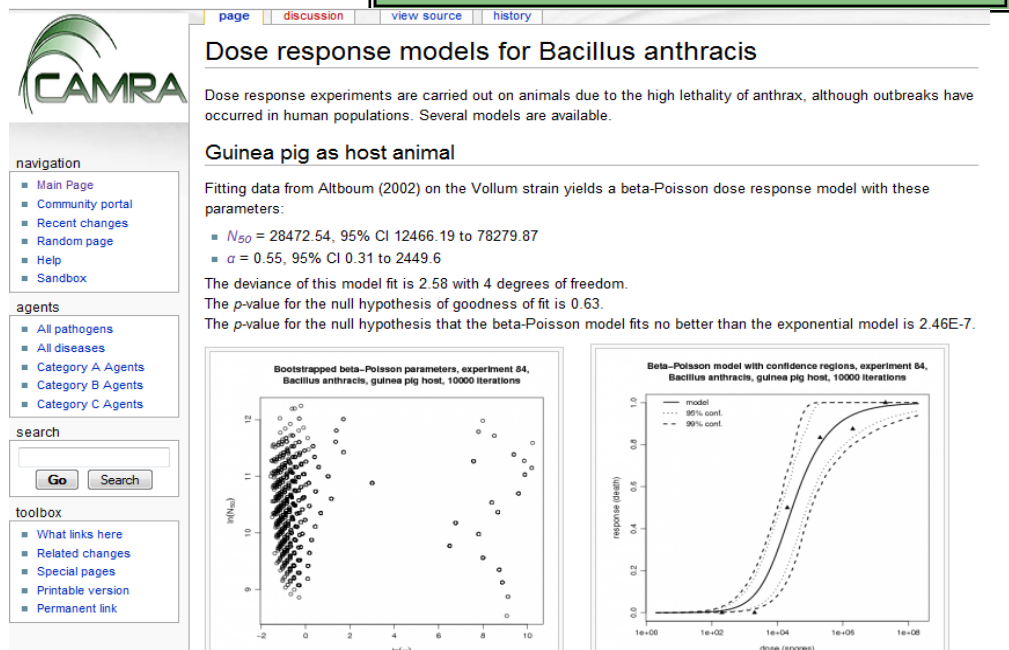 page
discussion
view source
history
CAMRA
Dose response models for Bacillus anthracis
Dose response experiments are carried out on animals due to the high lethality of anthrax, although outbreaks have
occurred in human populations. Several models are available.
Guinea pig as host animal
Fitting data from Altboum (2002) on the Vollum strain yields a beta-Poisson dose response model with these
parameters:
N50 = 28472.54, 95% CI 12466.19 to 78279.87
α = 0.55, 95% CI 0.31 to 2449.6
The deviance of this model fit is 2.58 with 4 degrees of freedom.
The p-value for the null hypothesis of goodness of fit is 0.63.
The p-value for the null hypothesis that the beta-Poisson model fits no better than the exponential model is 2.46E-7.
navigation
Main Page
Community portal
Recent changes
Random page
Help
Sandbox
agents
All pathogens
All diseases
Category A Agents
Category B Agents
Category C Agents
search
Go Search
toolbox
What links here
Related changes
Special pages
Printable version
Permanent link
Bootstrapped beta−Poisson parameters, experiment 84,
Bacillus anthracis, guinea pig host, 10000 iterations
ln(N50)
12
11
10
9
−2 0 2 4 6 8 10
Beta−Poisson model with confidence regions, experiment 84,
Bacillus anthracis, guinea pig host, 10000 iterations
model
95% conf.
99% conf.
response (death)
1.0
0.8
0.6
0.4
0.2
0.0
1e+00 1e+02 1e+04 1e+06 1e+08
dose (spores)